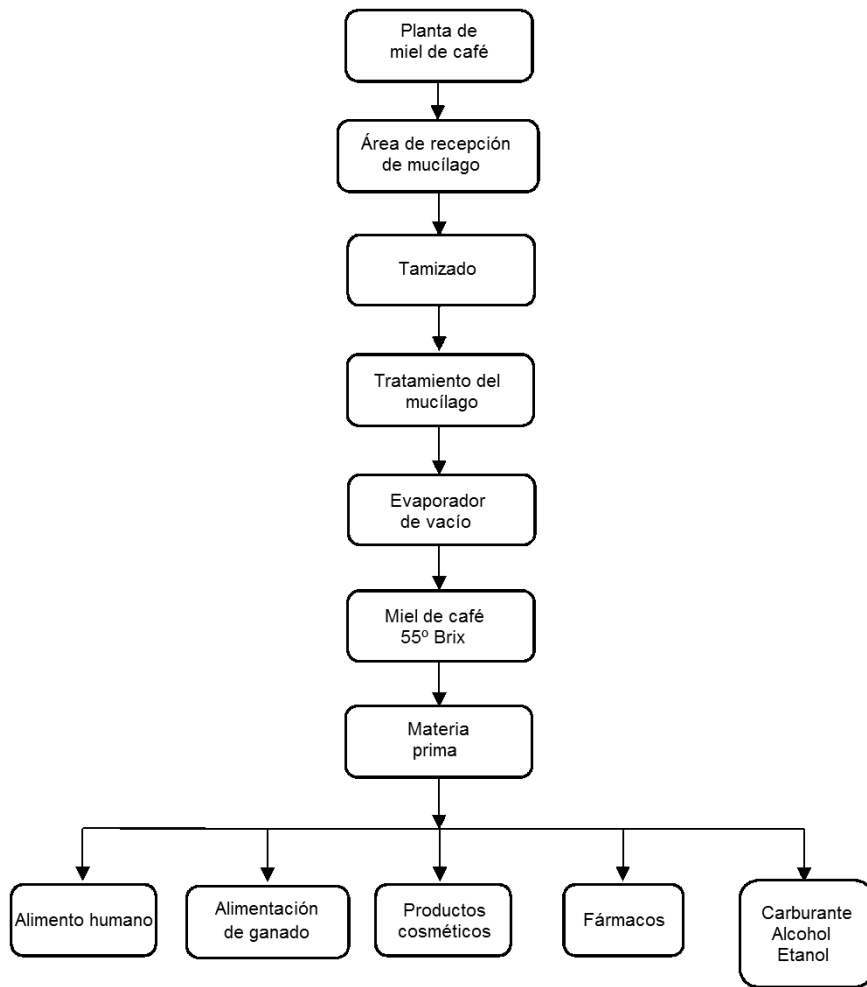 Planta de
miel de café
Área de recepción
de mucílago
Tamizado
Tratamiento del
mucílago
Evaporador
de vacío
Miel de café
55º Brix
Materia
prima
Alimento humano
Alimentación
de ganado
Productos
cosméticos
Fármacos
Carburante
Alcohol
Etanol